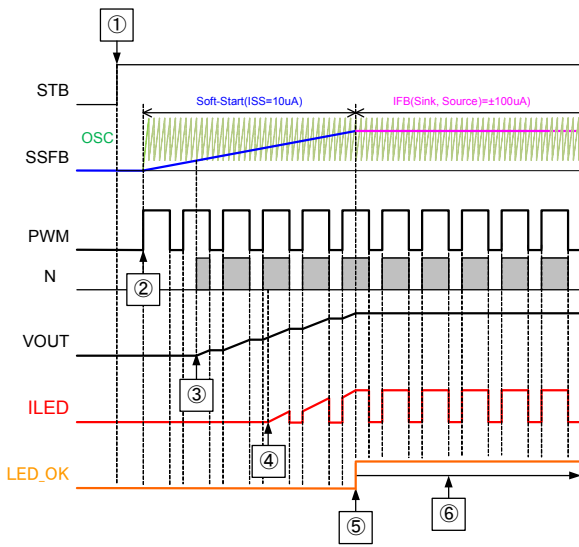 ①
STB
Soft-Start(ISS=10uA)
IFB(Sink, Source)=±100uA)
OSC
SSFB
PWM
②
N
VOUT
③
ILED
④
LED_OK
⑤
⑥